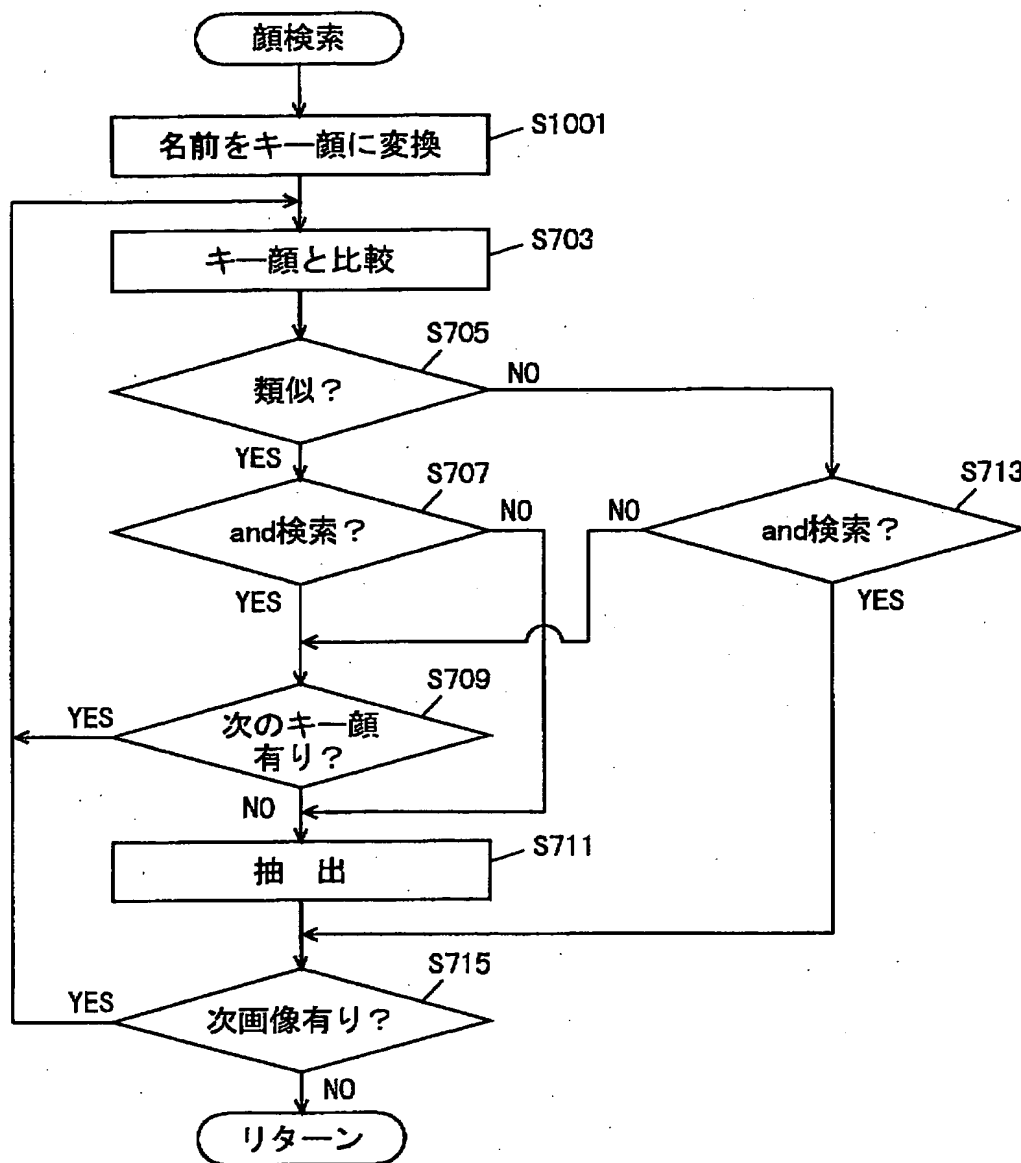 顔検索
名前をキー顔に変換
S1001
キー顔と比較
S703
類似？
S705
NO
YES
and検索？
S707
NO
YES
and検索？
S713
NO
YES
次のキー顔
有り？
S709
YES
NO
抽 出
S711
次画像有り？
S715
YES
NO
リターン